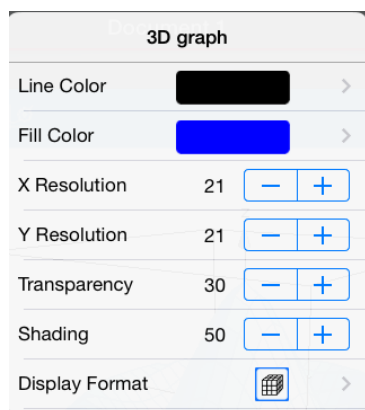 3D graph
Line Color
Fill Color
X Resolution 21
Y Resolution 21
Transparency 30
Shading 50
Display Format